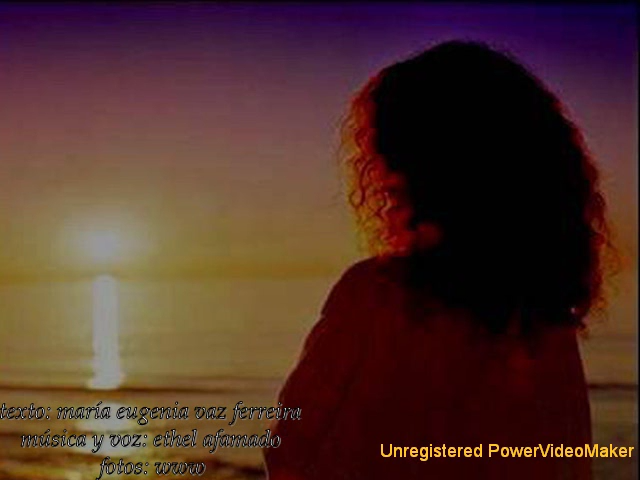 texto: maría eugenia vaz ferreira
música y voz: ethel afamado
fotos: www
Unregistered PowerVideoMaker